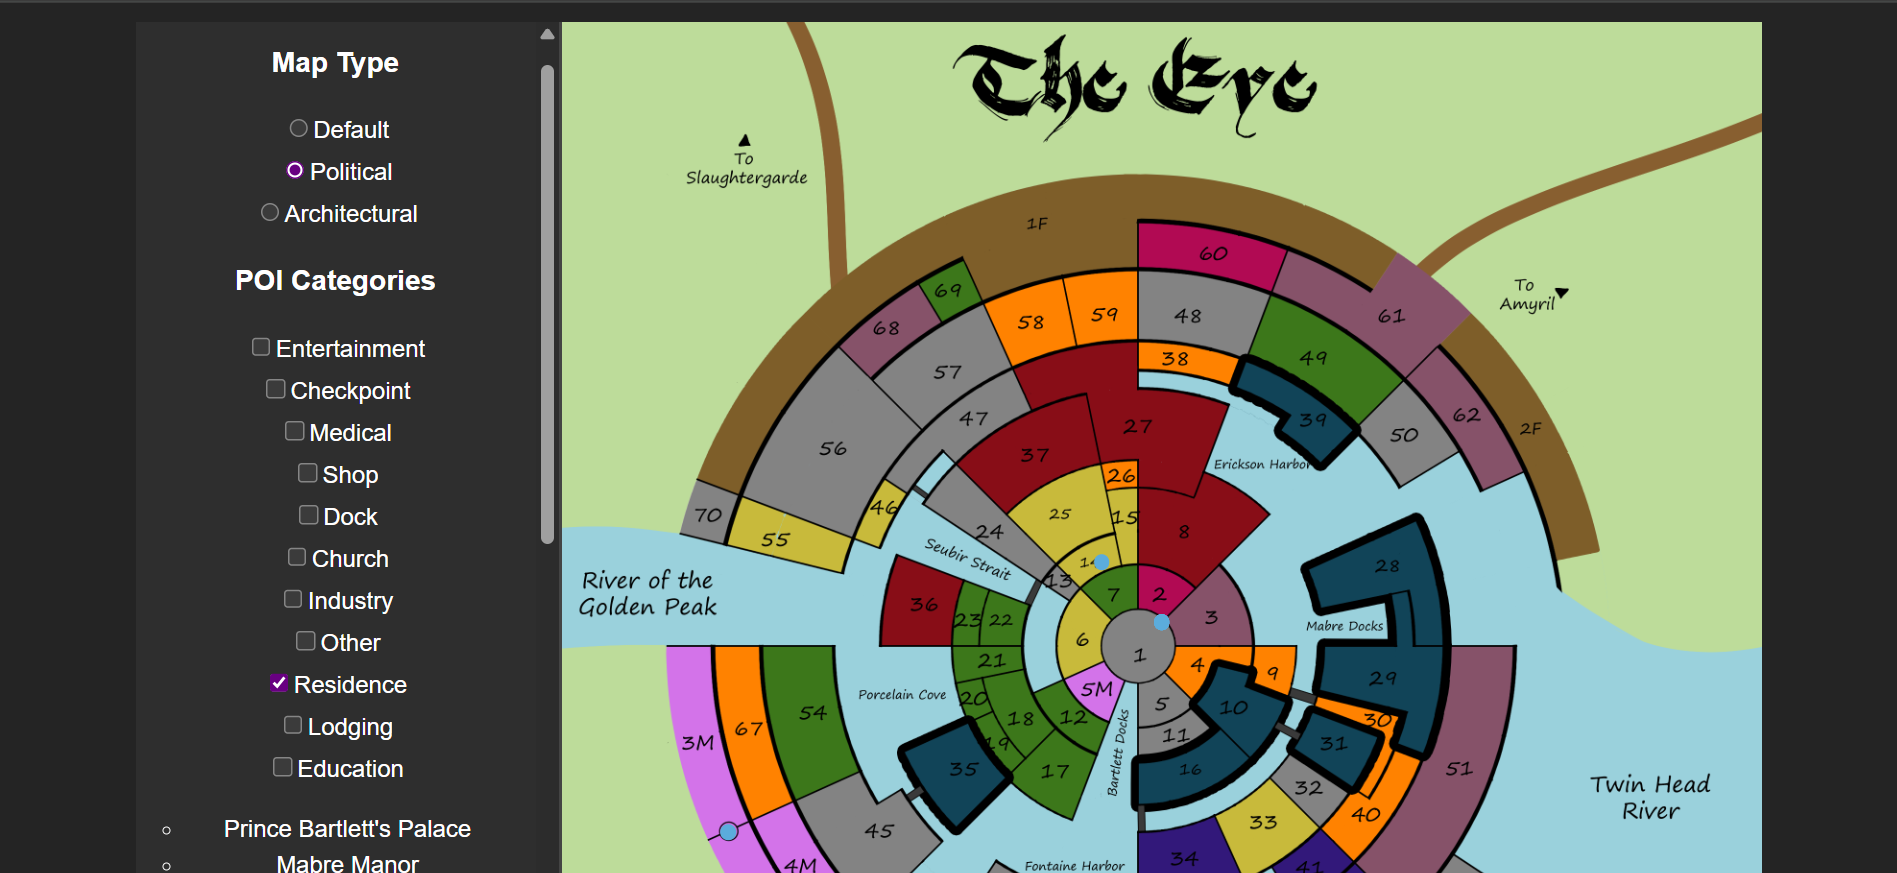 Map Type
Default
Political
Architectural
POI Categories
Entertainment
Checkpoint
Medical
Shop
Dock
Church
Industry
Other
Residence
Lodging
Education
Prince Bartlett's Palace
Mabre Manor
The Eye
To
Slaughtergarde
To
Amyril
1F
60
69
68
58
59
48
61
38
49
57
47
39
62
56
27
50
2F
37
Erickson Harbor
26
46
25
15
70
55
24
8
Seubir Strait
14
28
River of the
Golden Peak
13
7
2
36
23
22
6
3
Mabre Docks
1
21
4
9
29
5M
Porcelain Cove
20
18
12
5
10
30
54
67
3M
19
11
31
17
Bartlett Docks
16
35
51
32
Twin Head
River
40
33
45
34
4M
Fontaine Harbor
41